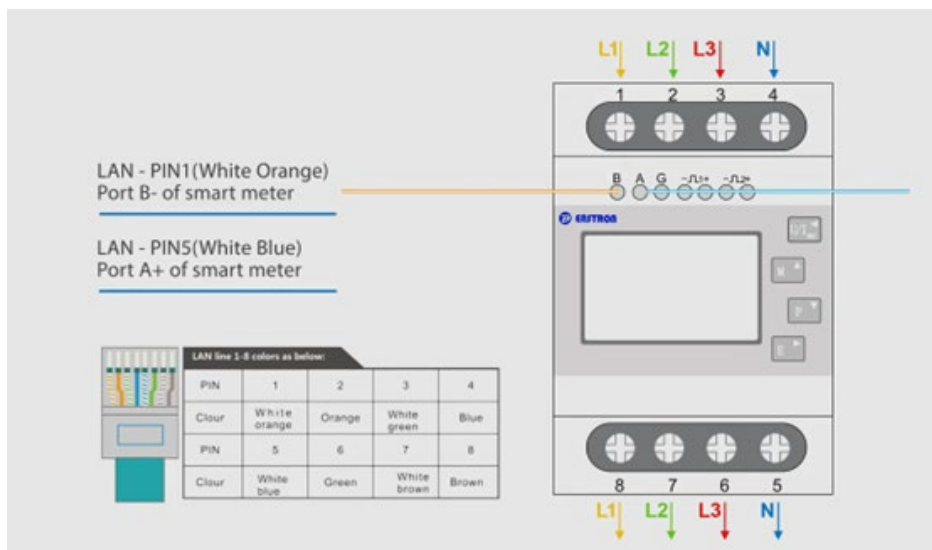 L1 L2 L3 N
1 2 3 4
LAN - PIN1(White Orange)
Port B- of smart meter
B A G
EASTRON
LAN - PIN5(White Blue)
Port A+ of smart meter
M
P
E
LAN line 1-8 colors as below:
PIN 1 2 3 4
Clour White orange Orange White green Blue
PIN 5 6 7 8
Clour White blue Green White brown Brown
8 7 6 5
L1 L2 L3 N